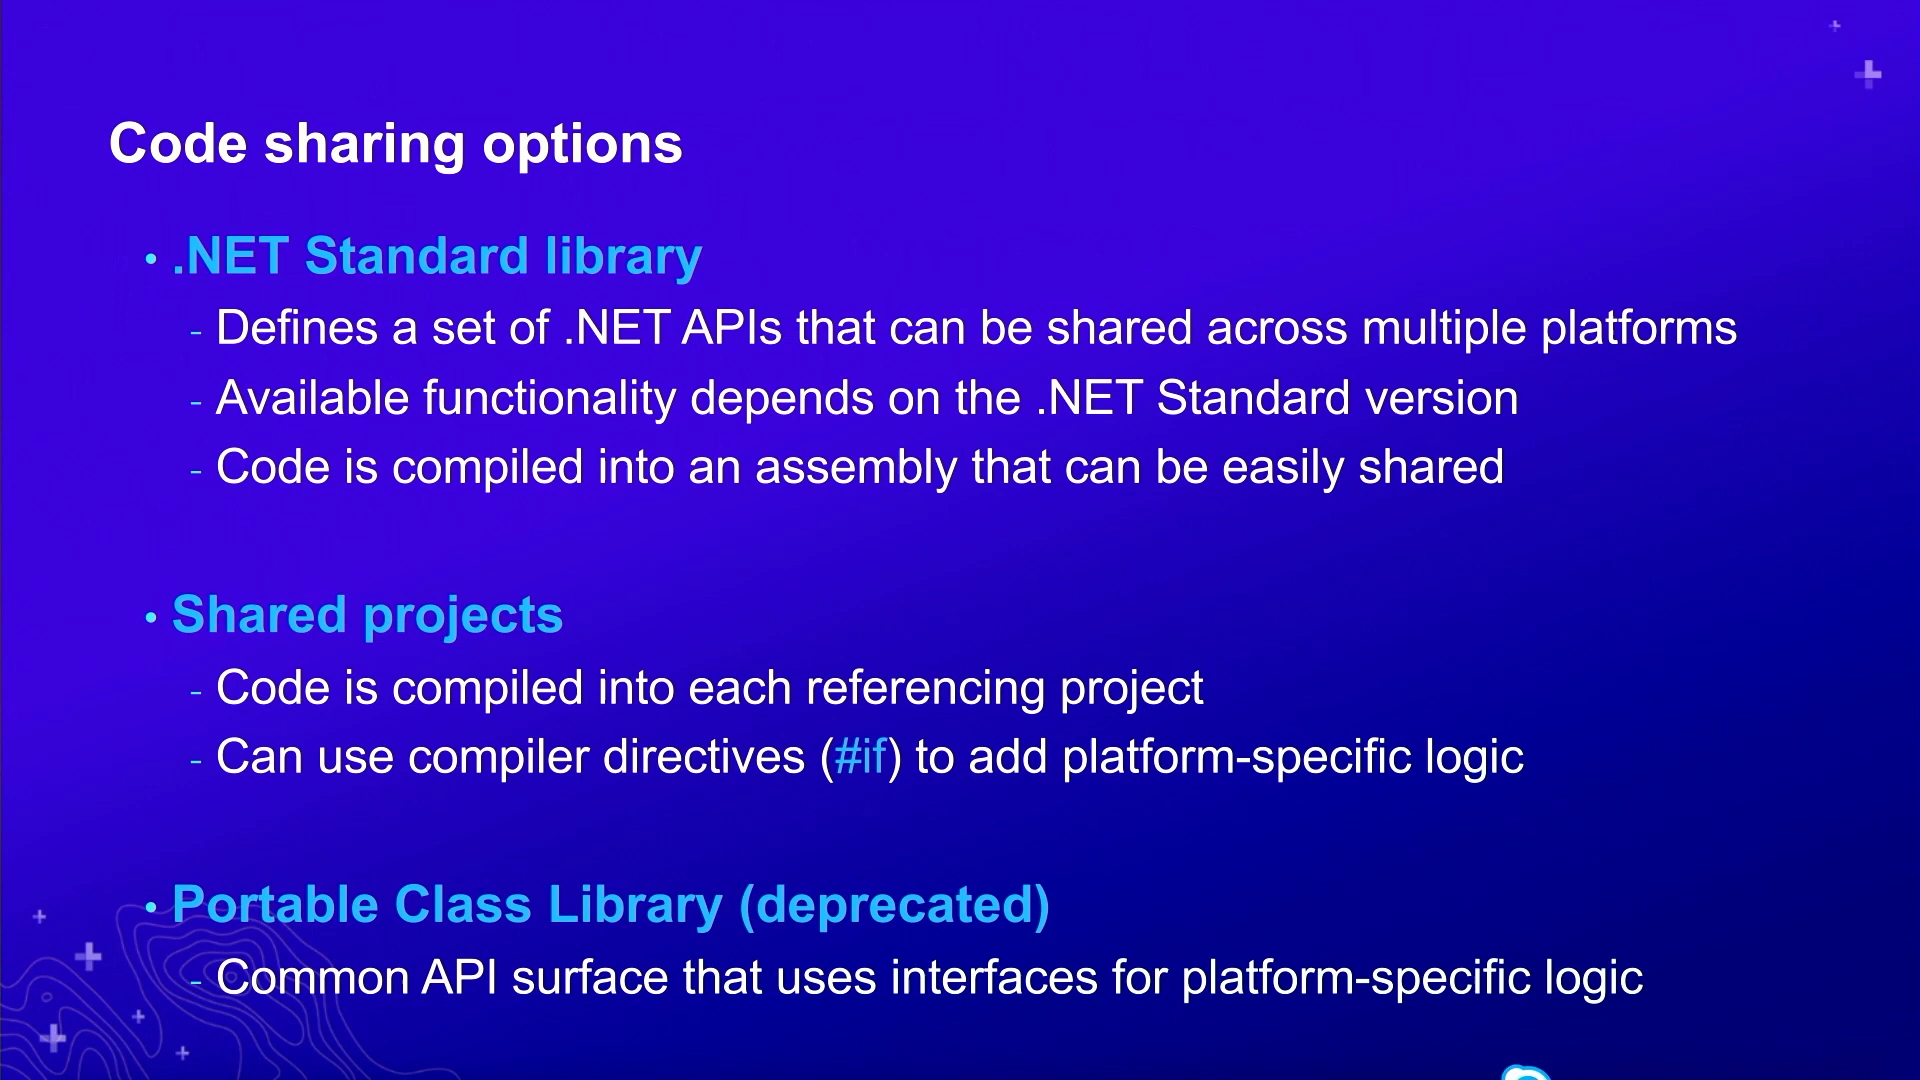 Code sharing options
• .NET Standard library
- Defines a set of .NET APIs that can be shared across multiple platforms
- Available functionality depends on the .NET Standard version
- Code is compiled into an assembly that can be easily shared
• Shared projects
- Code is compiled into each referencing project
- Can use compiler directives (#if) to add platform-specific logic
• Portable Class Library (deprecated)
- Common API surface that uses interfaces for platform-specific logic